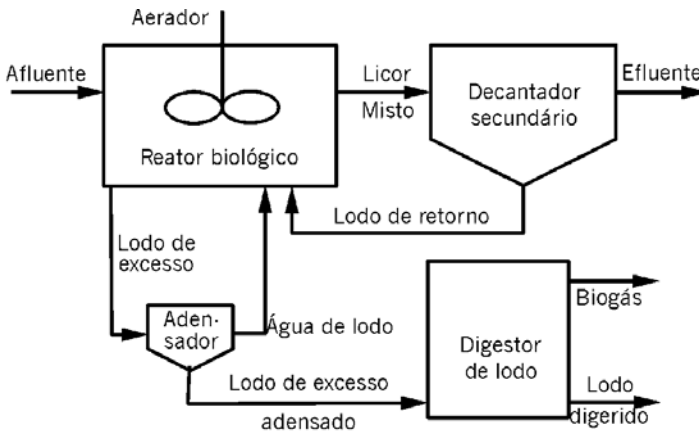 Aerador
Afluente
Reator biológico
Licor
Misto
Decantador
secundário
Efluente
Lodo de retorno
Lodo de
excesso
Aden-
sador
Água de lodo
Lodo de excesso
adensado
Digestor
de lodo
Biogás
Lodo
digerido